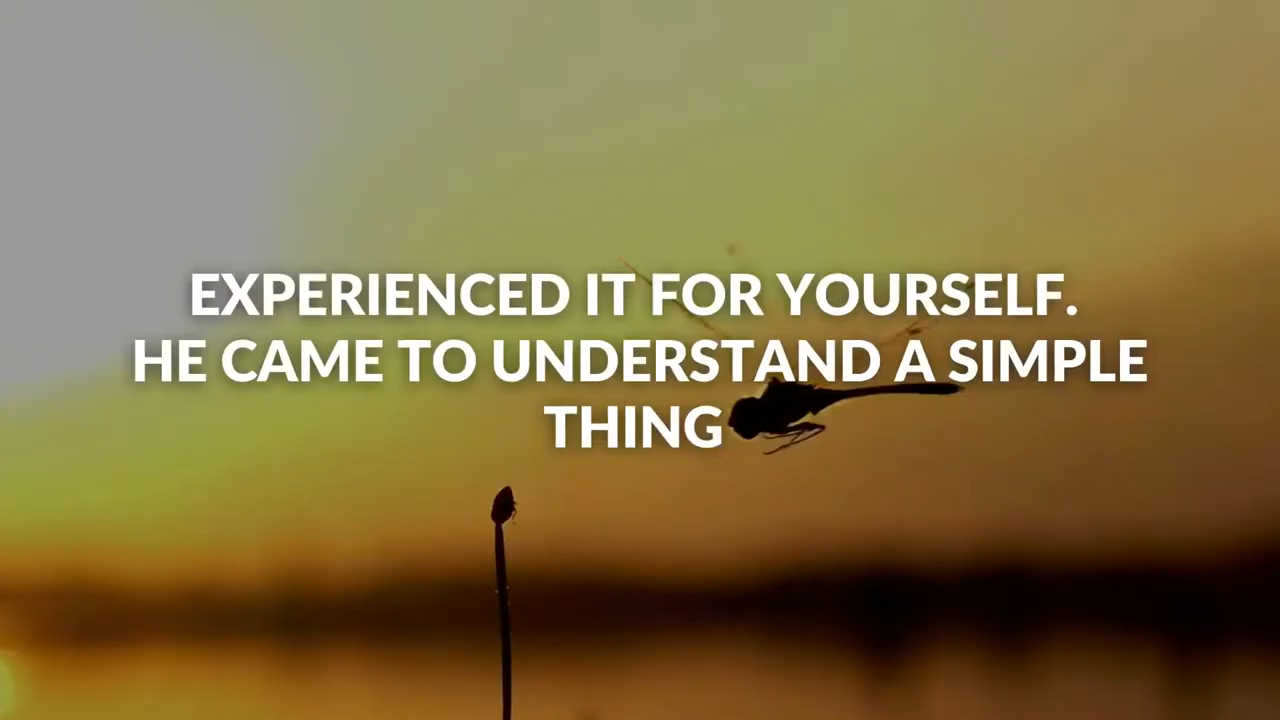 EXPERIENCED IT FOR YOURSELF.
HE CAME TO UNDERSTAND A SIMPLE
THING